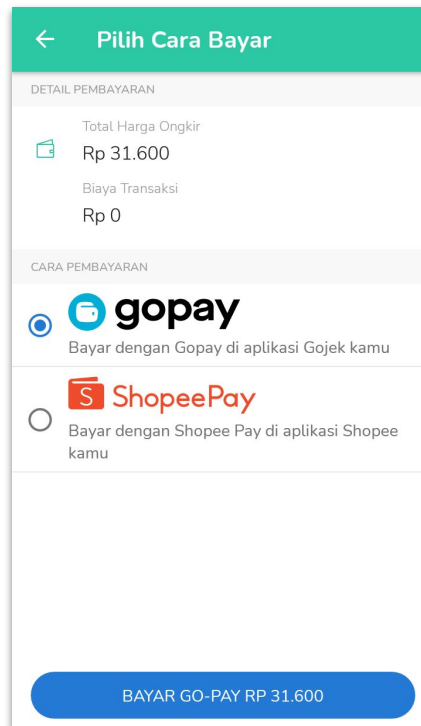 Pilih Cara Bayar
DETAIL PEMBAYARAN
Total Harga Ongkir
Rp 31.600
Biaya Transaksi
Rp 0
CARA PEMBAYARAN
gopay
Bayar dengan Gopay di aplikasi Gojek kamu
S ShopeePay
Bayar dengan Shopee Pay di aplikasi Shopee
kamu
BAYAR GO-PAY RP 31.600